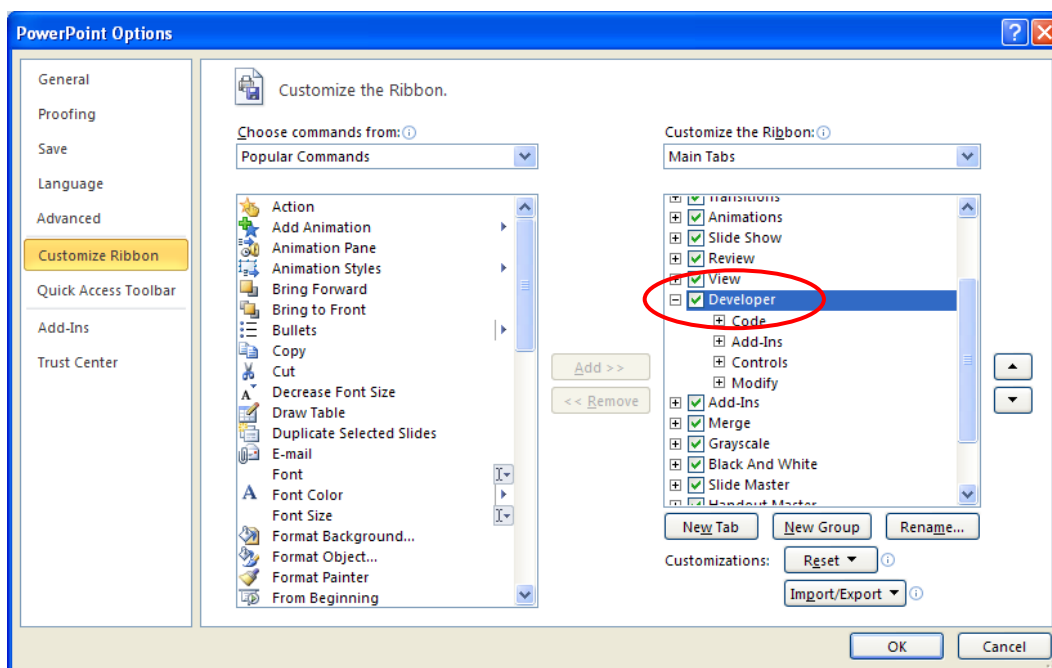 PowerPoint Options
General
Proofing
Save
Language
Advanced
Customize Ribbon
Quick Access Toolbar
Add-Ins
Trust Center
Customize the Ribbon.
Choose commands from:
Popular Commands
Action
Add Animation
Animation Pane
Animation Styles
Bring Forward
Bring to Front
Bullets
Copy
Cut
Decrease Font Size
Draw Table
Duplicate Selected Slides
E-mail
Font
Font Color
Font Size
Format Background...
Format Object...
Format Painter
From Beginning
Add >>
<< Remove
Customize the Ribbon:
Main Tabs
Transitions
Animations
Slide Show
Review
View
Developer
Code
Add-Ins
Controls
Modify
Add-Ins
Merge
Grayscale
Black And White
Slide Master
Handout Master
New Tab
New Group
Rename...
Customizations:
Reset
Import/Export
OK
Cancel